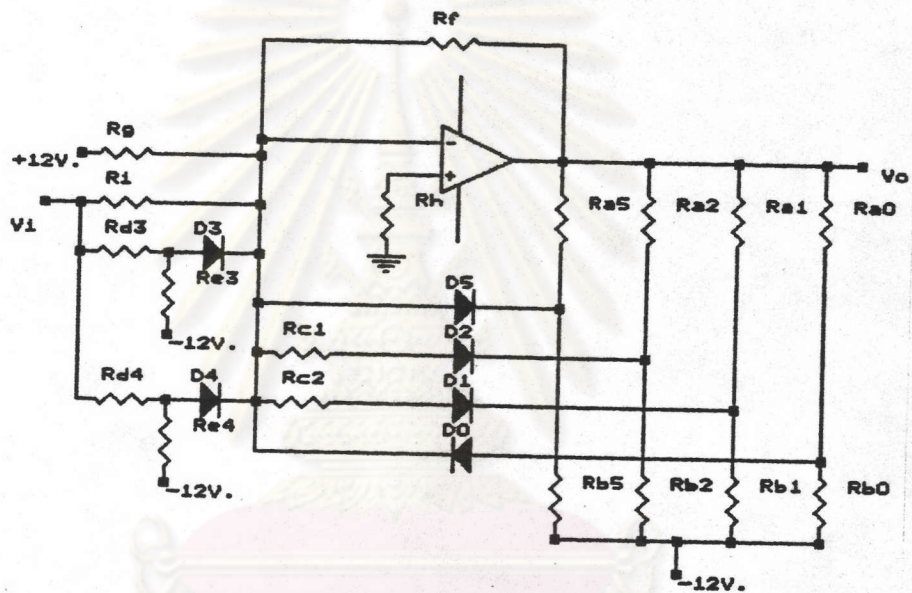 Rf
Rg
+12V.
Ri
Vi
Rd3
D3
Re3
-12V.
Rh
Vo
Ra5
Ra2
Ra1
Ra0
D5
Rc1
D2
Rd4
D4
Re4
Rc2
D1
D0
-12V.
Rb5
Rb2
Rb1
Rb0
-12V.